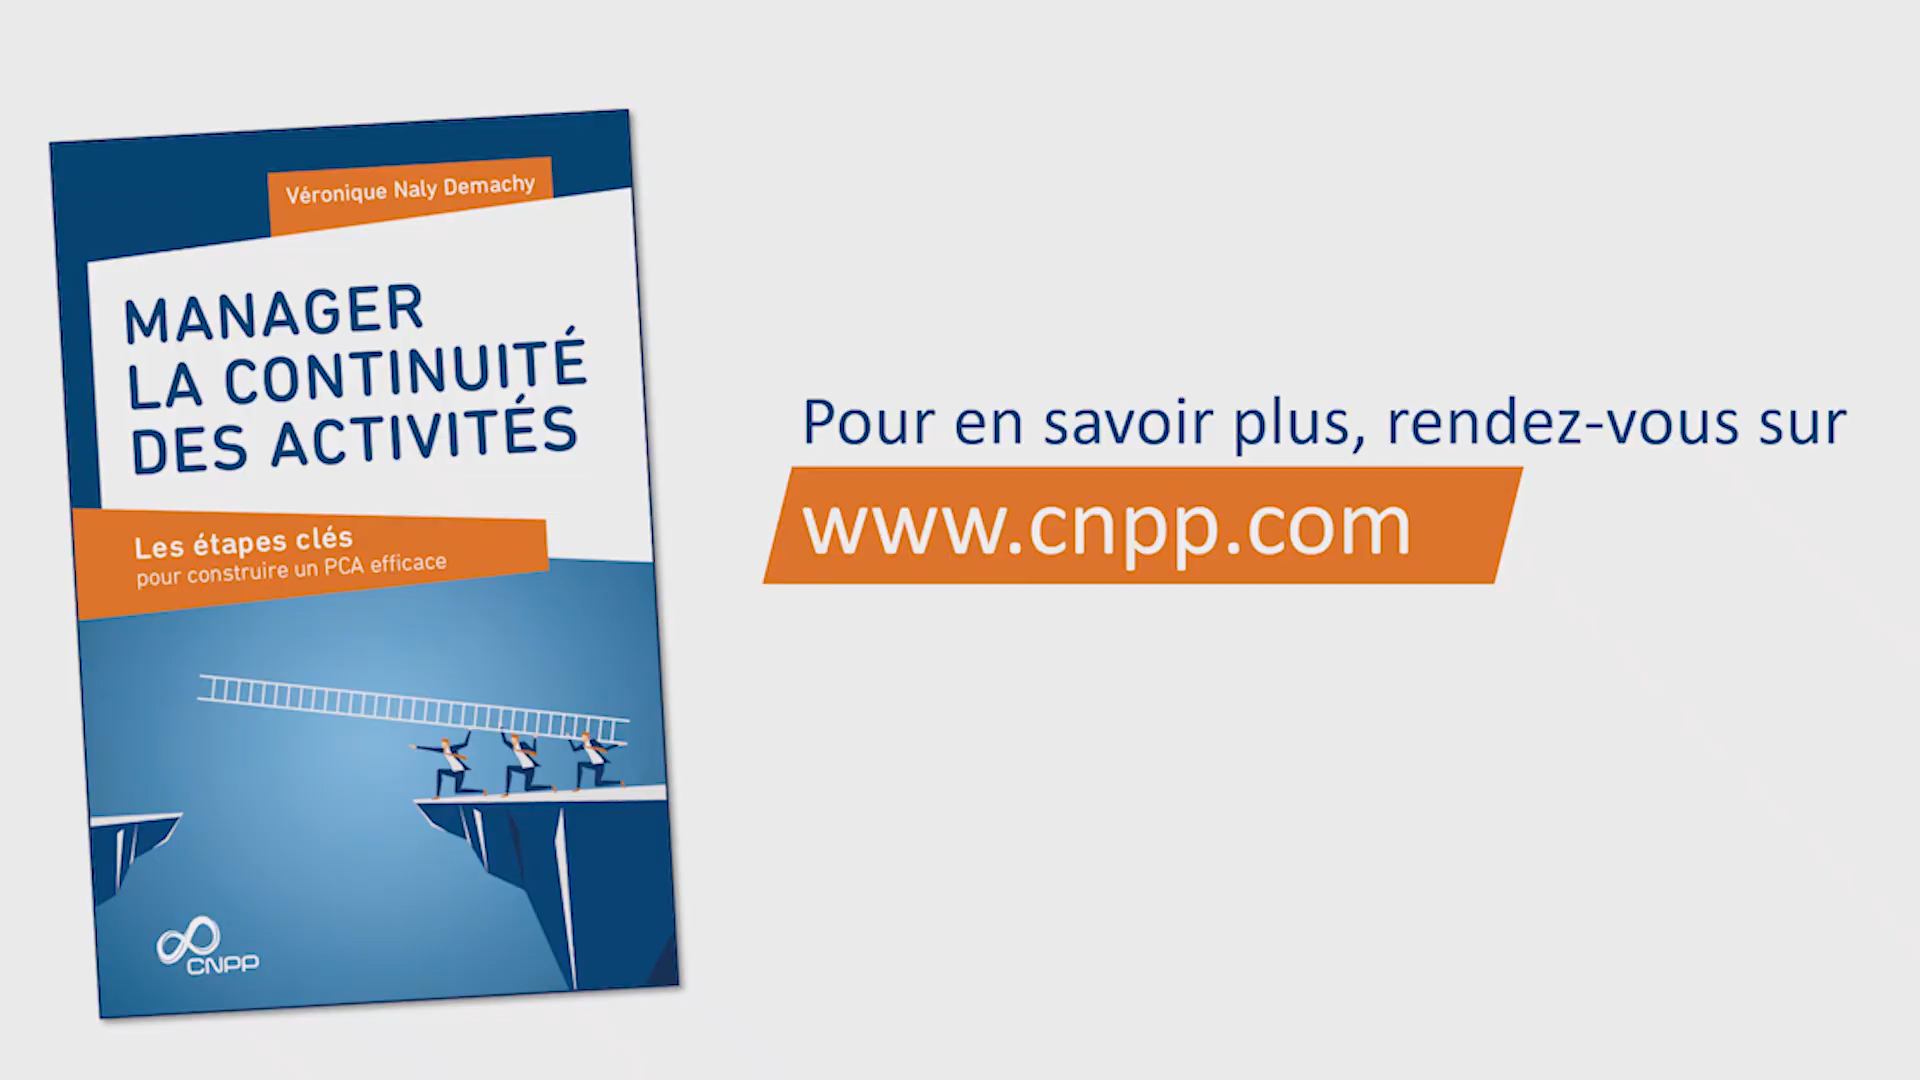 Véronique Naly Demachy
MANAGER
LA CONTINUITÉ
DES ACTIVITÉS
Les étapes clés
pour construire un PCA efficace
CNPP
Pour en savoir plus, rendez-vous sur
www.cnpp.com